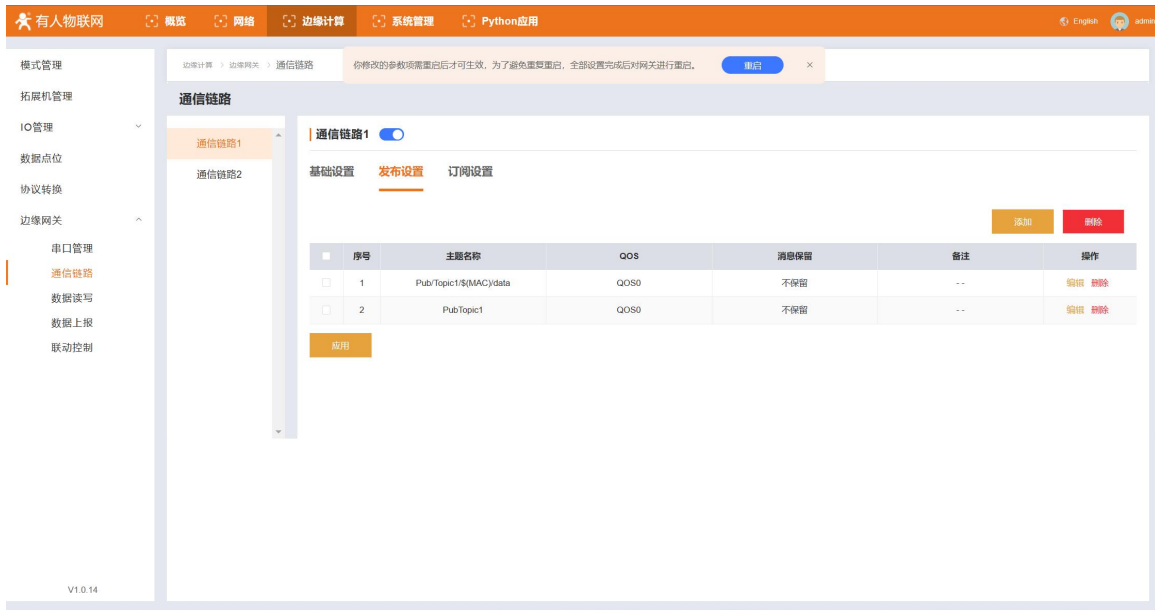 有人物联网 概览 网络 边缘计算 系统管理 Python应用 English admin
模式管理
拓展机管理
IO管理
数据点位
协议转换
边缘网关
串口管理
通信链路
数据读写
数据上报
联动控制
V1.0.14
边缘计算 > 边缘网关 > 通信链路
你修改的参数项需重启后才可生效，为了避免重复重启，全部设置完成后对网关进行重启。 重启 ×
通信链路
通信链路1
通信链路2
通信链路1
基础设置 发布设置 订阅设置
添加 删除
序号 主题名称 QOS 消息保留 备注 操作
1 Pub/Topic1/$(MAC)/data QOS0 不保留 - - 编辑 删除
2 PubTopic1 QOS0 不保留 - - 编辑 删除
应用